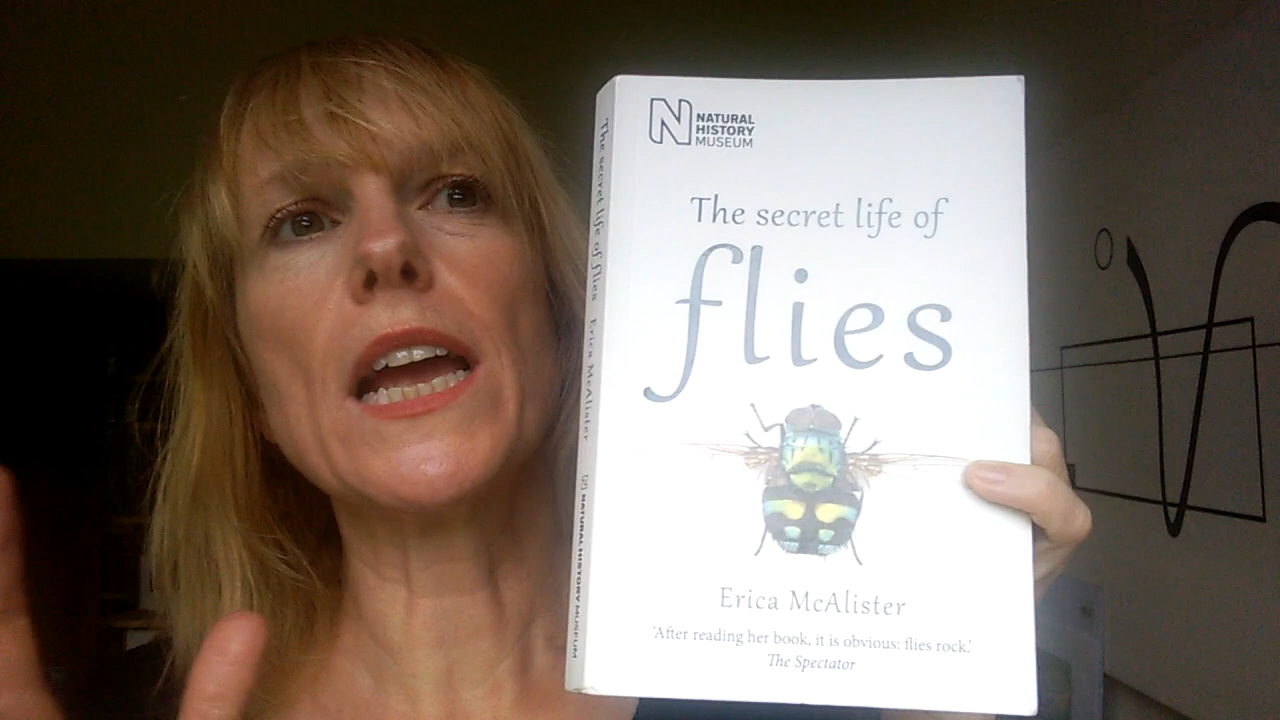 NATURAL
HISTORY
MUSEUM
The secret life of
flies
Erica McAlister
'After reading her book, it is obvious: flies rock.'
The Spectator
The secret life of flies Erica McAlister NATURAL HISTORY MUSEUM